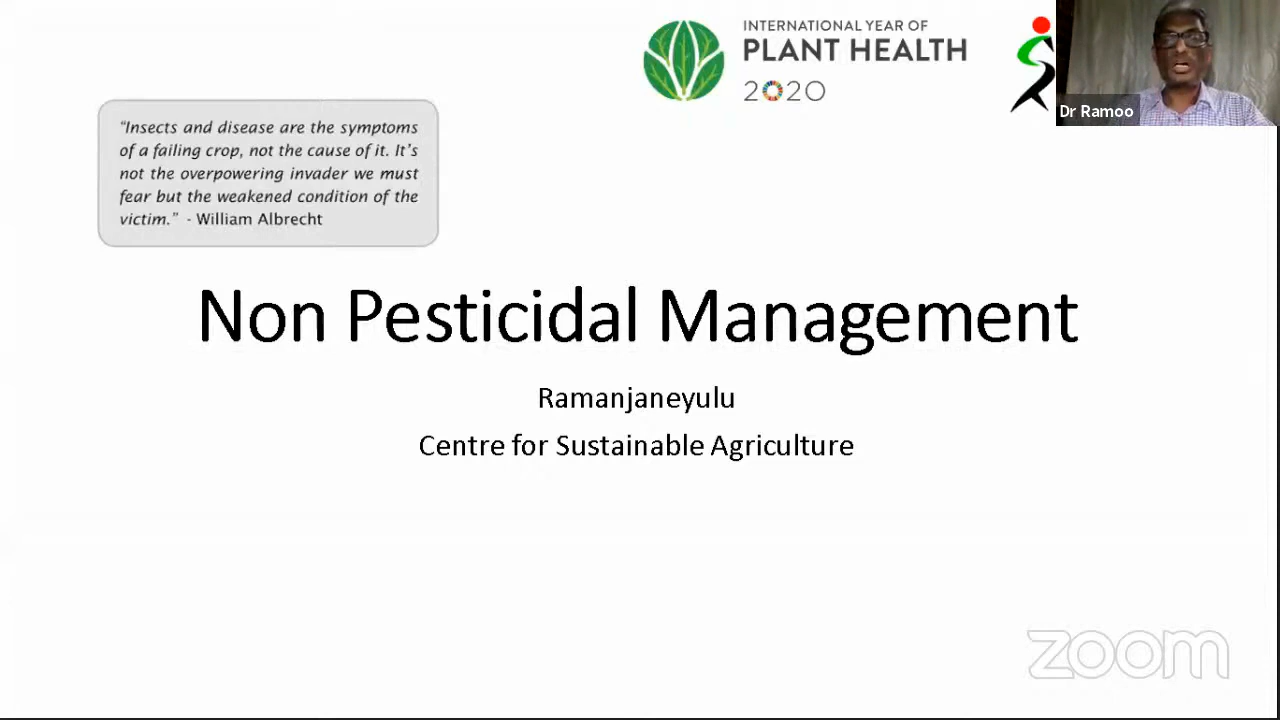 INTERNATIONAL YEAR OF
PLANT HEALTH
2020
Dr Ramoo
“Insects and disease are the symptoms
of a failing crop, not the cause of it. It’s
not the overpowering invader we must
fear but the weakened condition of the
victim.” - William Albrecht
Non Pesticidal Management
Ramanjaneyulu
Centre for Sustainable Agriculture
zoom